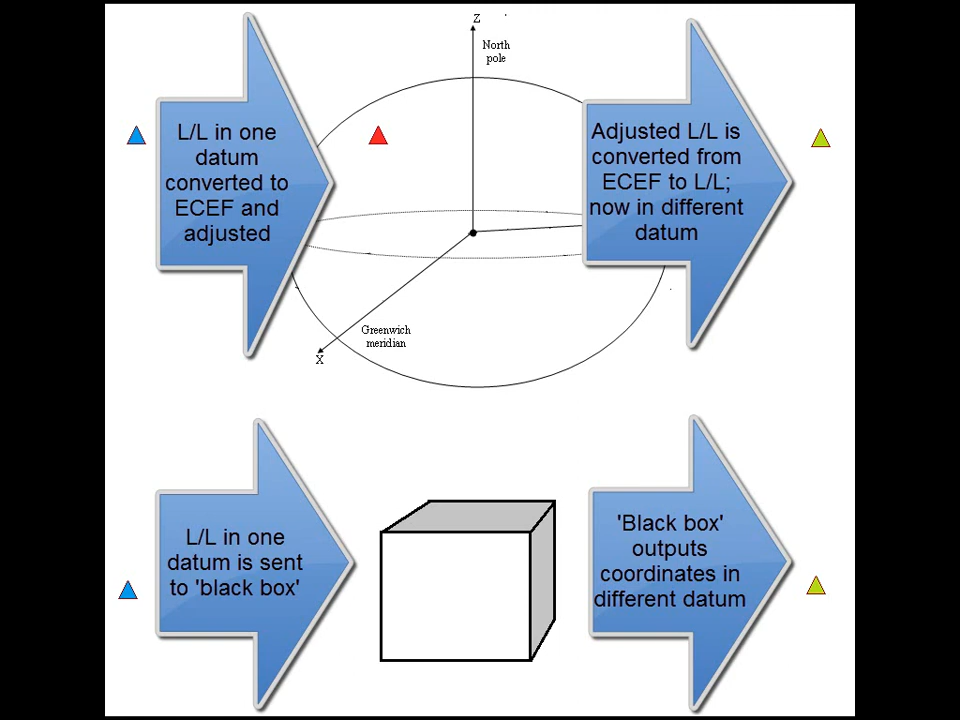 Z
North
pole
L/L in one
datum
converted to
ECEF and
adjusted
Adjusted L/L is
converted from
ECEF to L/L;
now in different
datum
Greenwich
meridian
X
L/L in one
datum is sent
to 'black box'
'Black box'
outputs
coordinates in
different datum